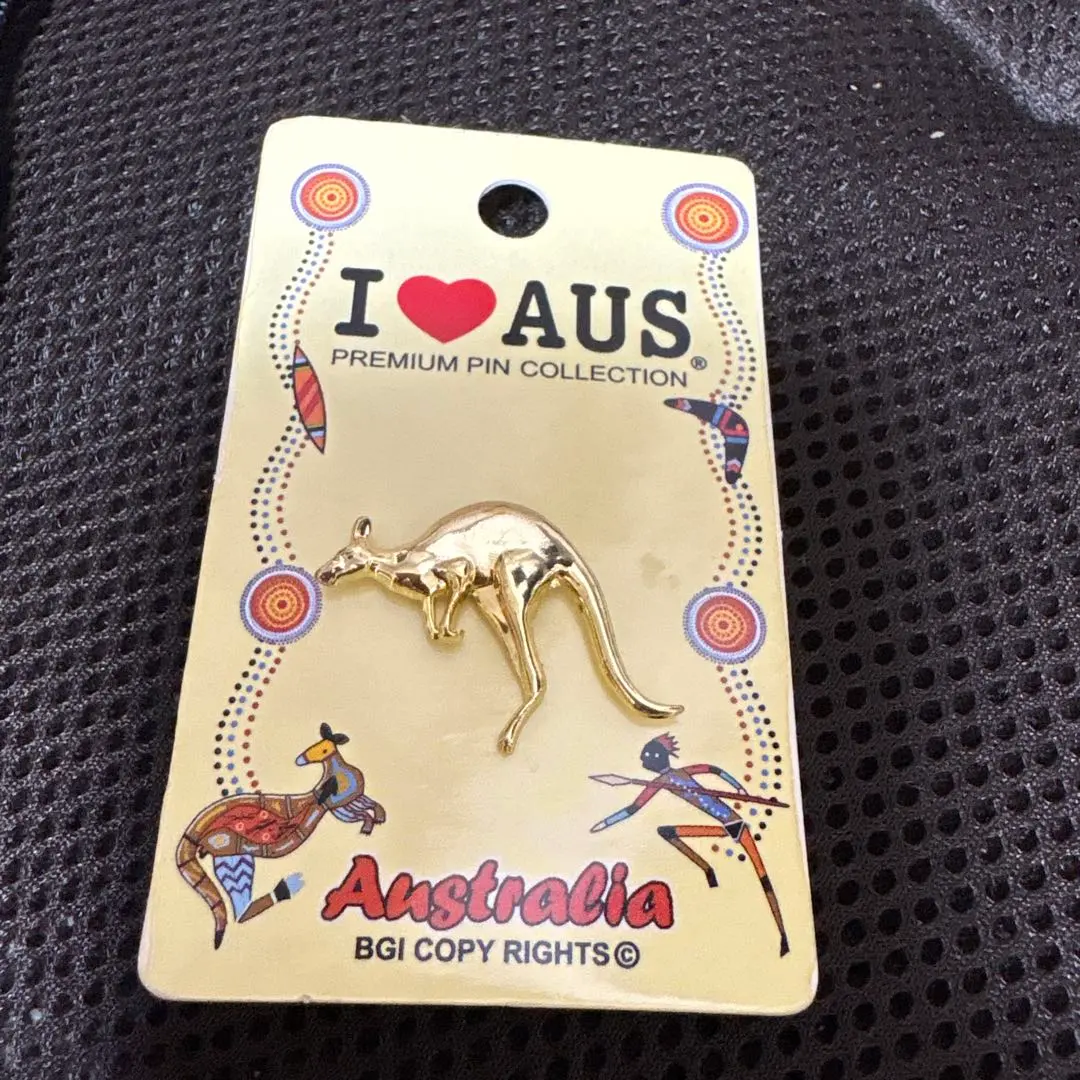 I ❤ AUS
PREMIUM PIN COLLECTION®
Australia
BGI COPY RIGHTS©